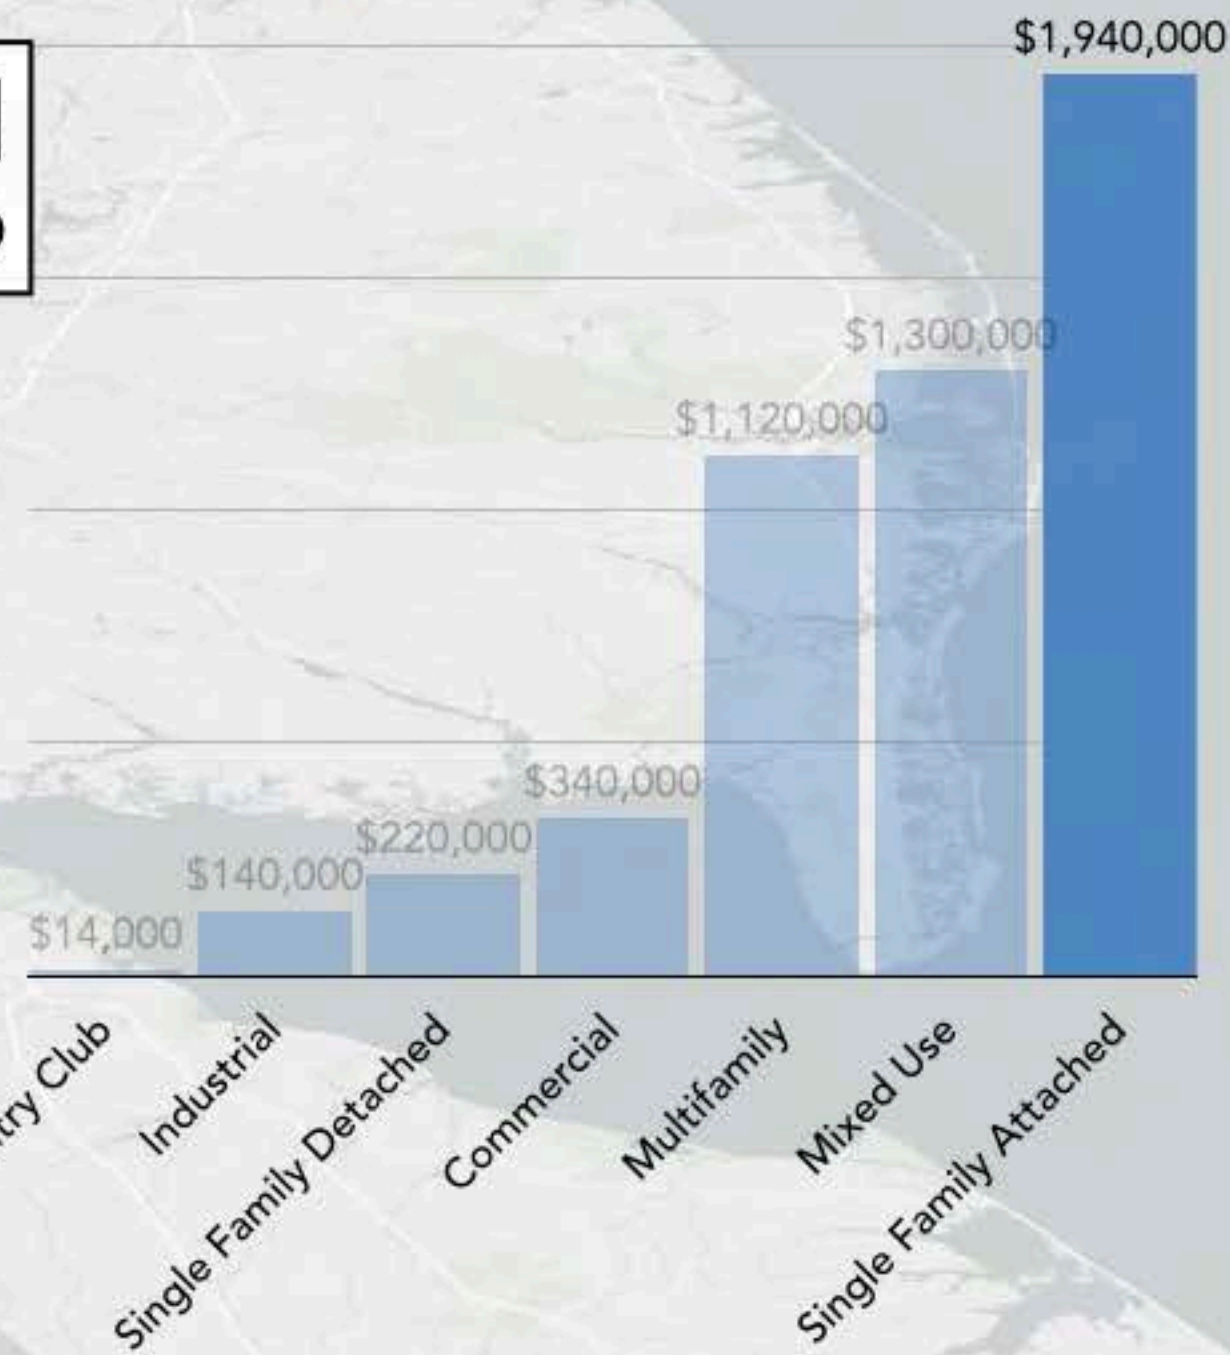 $1,940,000
$1,300,000
$1,120,000
$340,000
$220,000
$140,000
$14,000
Club
Industrial
Single Family Detached
Commercial
Multifamily
Mixed Use
Single Family Attached